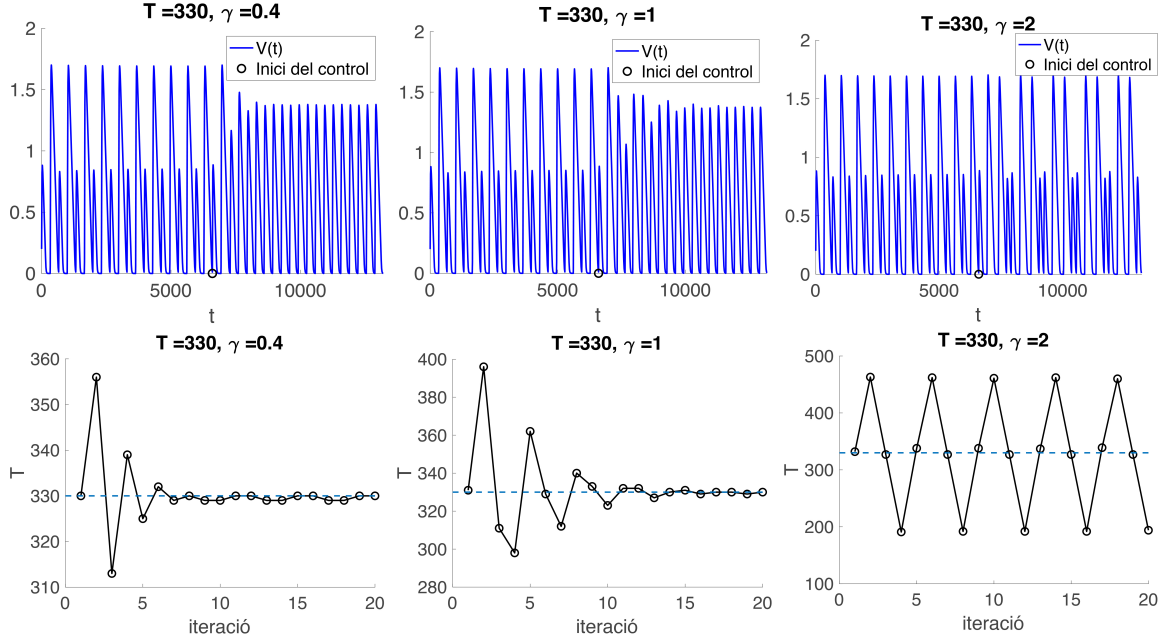 T =330, γ =0.4
2
1.5
1
0.5
0
0
5000
10000
t
V(t)
Inici del control
T =330, γ =1
2
1.5
1
0.5
0
0
5000
10000
t
V(t)
Inici del control
T =330, γ =2
2
1.5
1
0.5
0
0
5000
10000
t
V(t)
Inici del control
T =330, γ =0.4
360
350
340
330
320
310
T
0
5
10
15
20
iteració
T =330, γ =1
400
380
360
340
320
300
280
T
0
5
10
15
20
iteració
T =330, γ =2
500
400
300
200
100
T
0
5
10
15
20
iteració